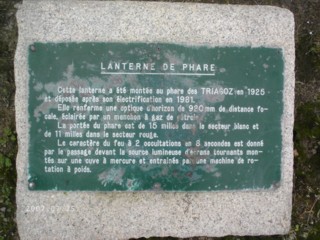 LANTERNE DE PHARE
Cette lanterne a été montée au phare des TRIAGOZ en 1925
et déposée après son électrification en 1981.
Elle renferme une optique d'horizon de 920 mm de distance fo-
cale, éclairée par un manchon à gaz de pétrole.
La portée du phare est de 15 milles dans le secteur blanc et
de 11 milles dans le secteur rouge.
Le caractère du feu à 2 occultations en 6 secondes est donné
par le passage devant la source lumineuse d'écrans tournants mon-
tés sur une cuve à mercure et entrainés par une machine de ro-
tation à poids.